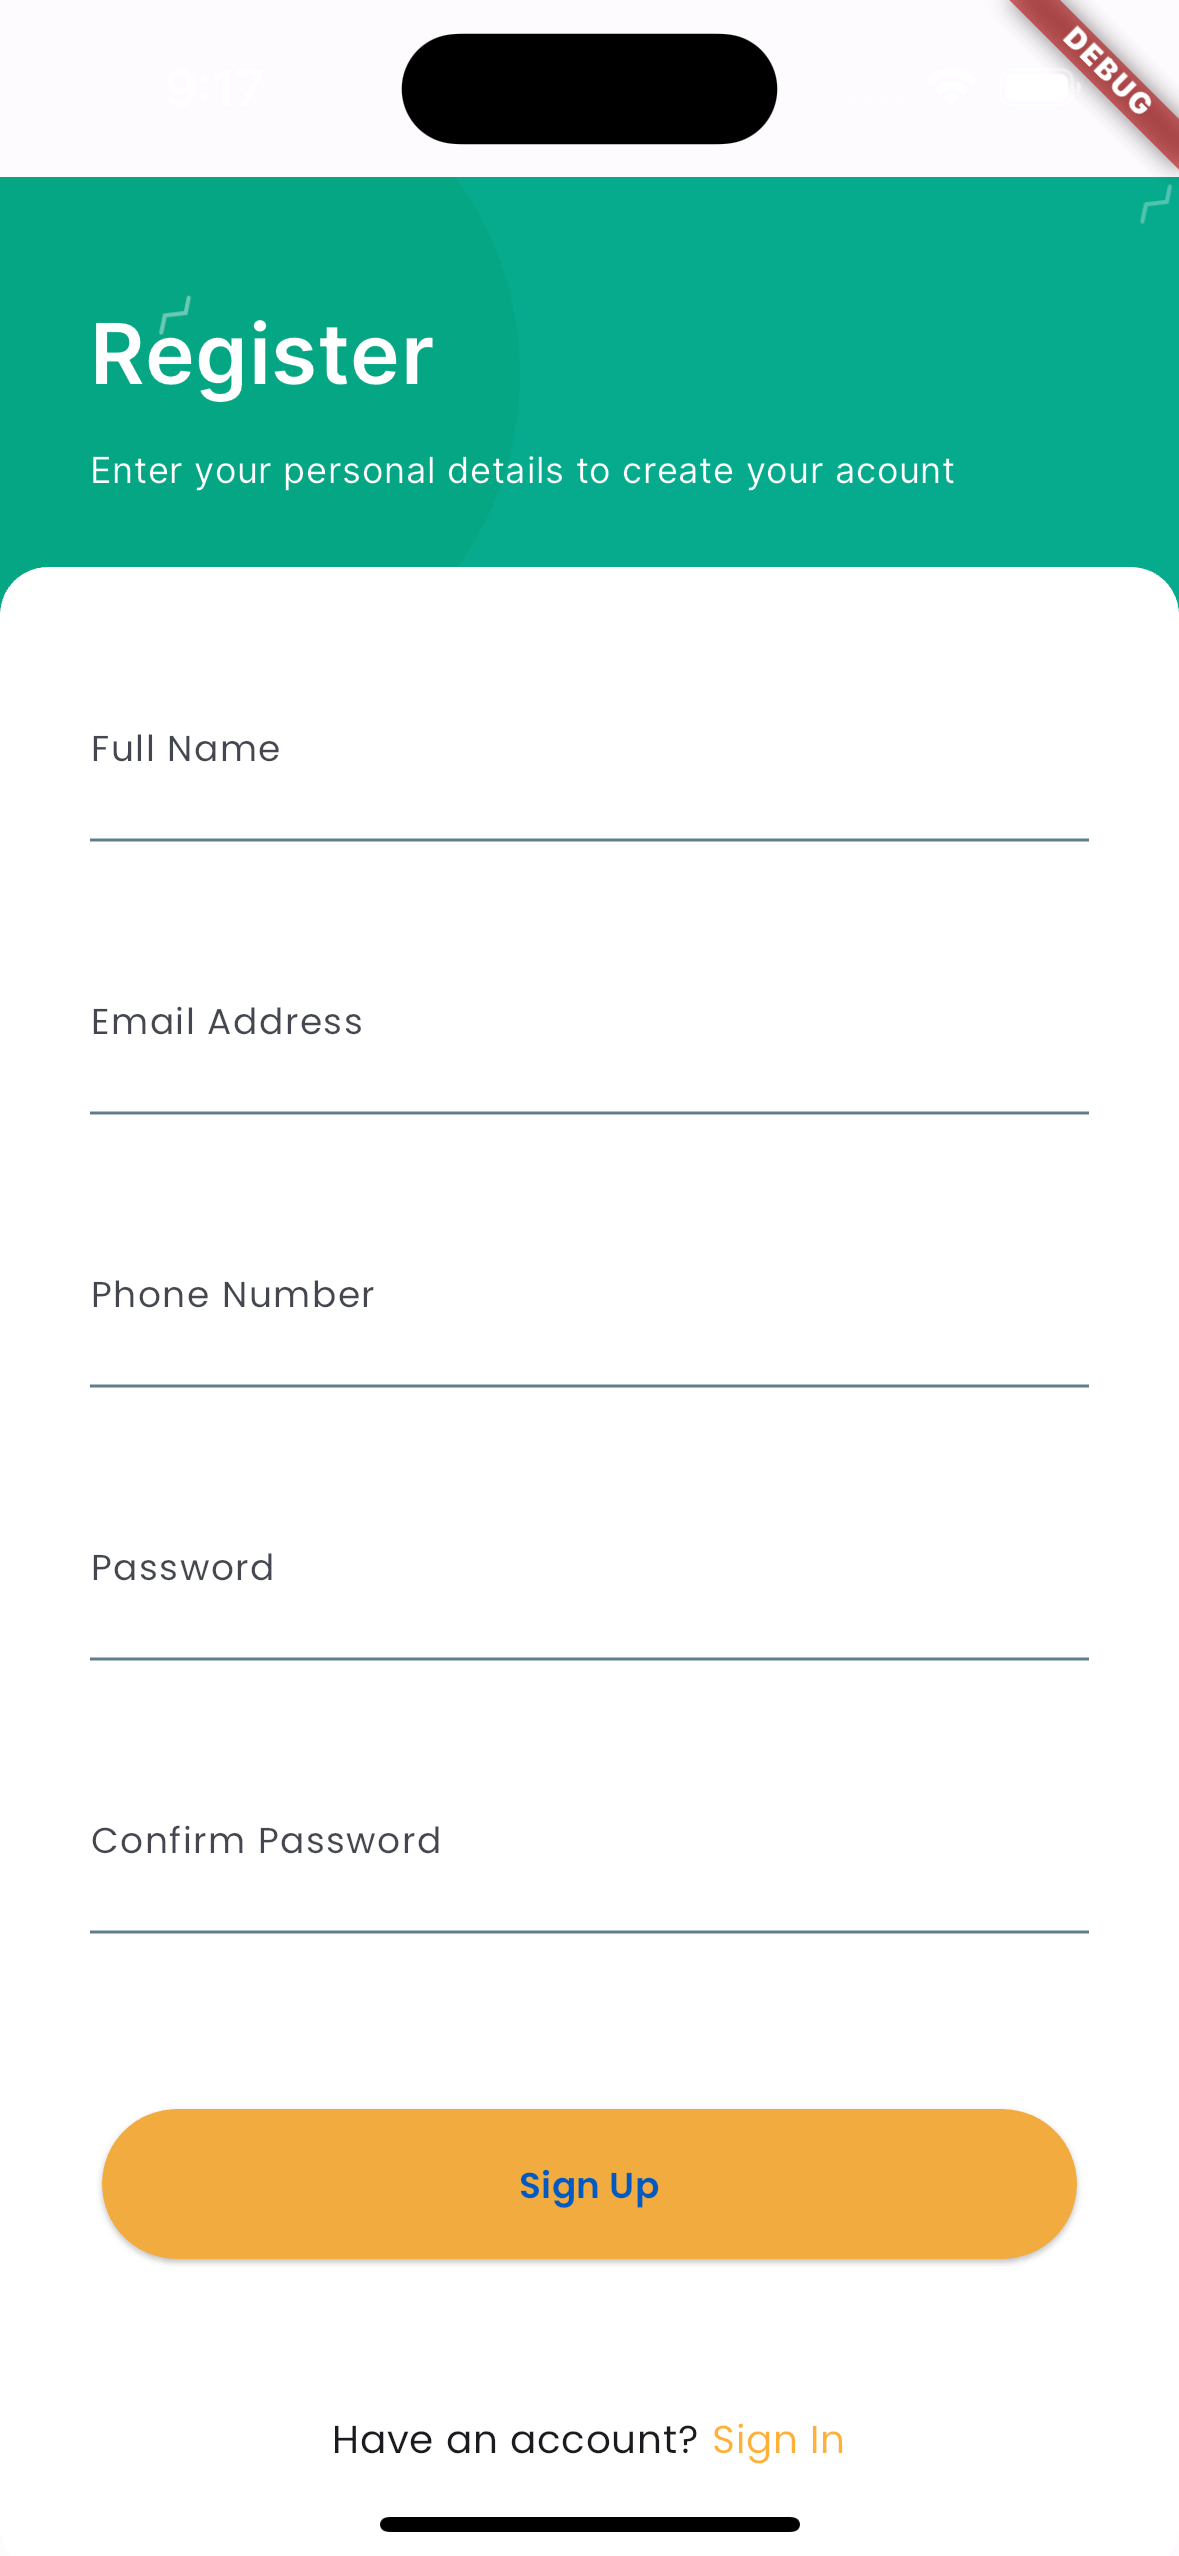 9:17
DEBUG
Register
Enter your personal details to create your acount
Full Name
Email Address
Phone Number
Password
Confirm Password
Sign Up
Have an account? Sign In